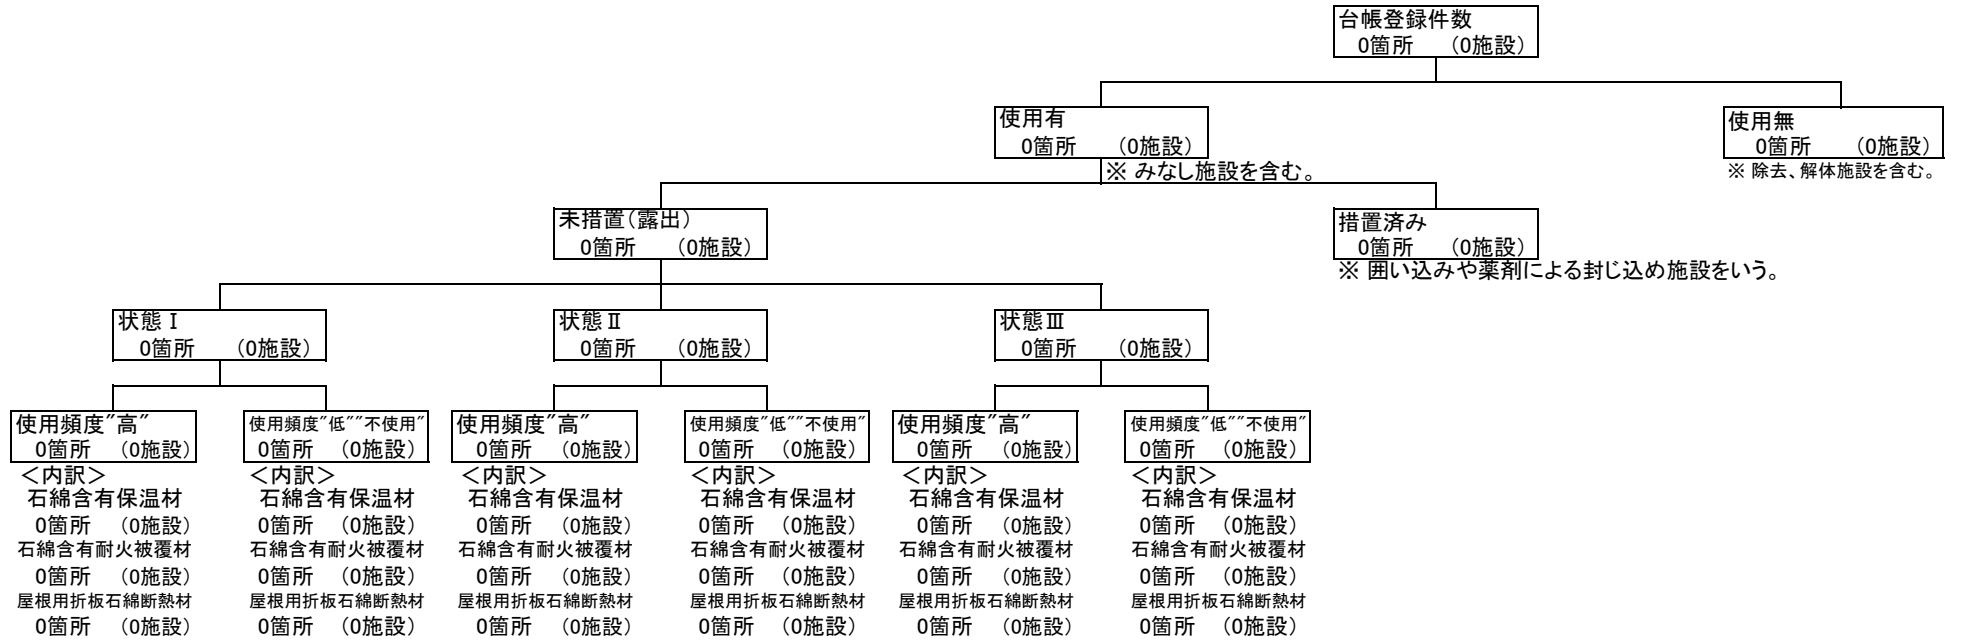 台帳登録件数
0箇所 (0施設)
使用有
0箇所 (0施設)
※ みなし施設を含む。
使用無
0箇所 (0施設)
※ 除去、解体施設を含む。
未措置(露出)
0箇所 (0施設)
措置済み
0箇所 (0施設)
※ 囲い込みや薬剤による封じ込め施設をいう。
状態Ⅰ
0箇所 (0施設)
状態Ⅱ
0箇所 (0施設)
状態Ⅲ
0箇所 (0施設)
使用頻度"高"
0箇所 (0施設)
<内訳>
石綿含有保温材
0箇所 (0施設)
石綿含有耐火被覆材
0箇所 (0施設)
屋根用折板石綿断熱材
0箇所 (0施設)
使用頻度"低""不使用"
0箇所 (0施設)
<内訳>
石綿含有保温材
0箇所 (0施設)
石綿含有耐火被覆材
0箇所 (0施設)
屋根用折板石綿断熱材
0箇所 (0施設)
使用頻度"高"
0箇所 (0施設)
<内訳>
石綿含有保温材
0箇所 (0施設)
石綿含有耐火被覆材
0箇所 (0施設)
屋根用折板石綿断熱材
0箇所 (0施設)
使用頻度"低""不使用"
0箇所 (0施設)
<内訳>
石綿含有保温材
0箇所 (0施設)
石綿含有耐火被覆材
0箇所 (0施設)
屋根用折板石綿断熱材
0箇所 (0施設)
使用頻度"高"
0箇所 (0施設)
<内訳>
石綿含有保温材
0箇所 (0施設)
石綿含有耐火被覆材
0箇所 (0施設)
屋根用折板石綿断熱材
0箇所 (0施設)
使用頻度"低""不使用"
0箇所 (0施設)
<内訳>
石綿含有保温材
0箇所 (0施設)
石綿含有耐火被覆材
0箇所 (0施設)
屋根用折板石綿断熱材
0箇所 (0施設)